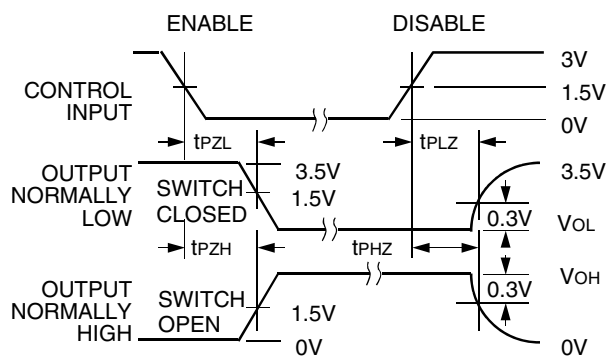 ENABLE DISABLE
3V
CONTROL
INPUT
1.5V
0V
tPZL tPLZ
OUTPUT
NORMALLY
LOW
SWITCH
CLOSED
3.5V
1.5V
3.5V
0.3V
VOL
tPZH tPHZ
OUTPUT
NORMALLY
HIGH
SWITCH
OPEN
1.5V
0V
VOH
0.3V
0V